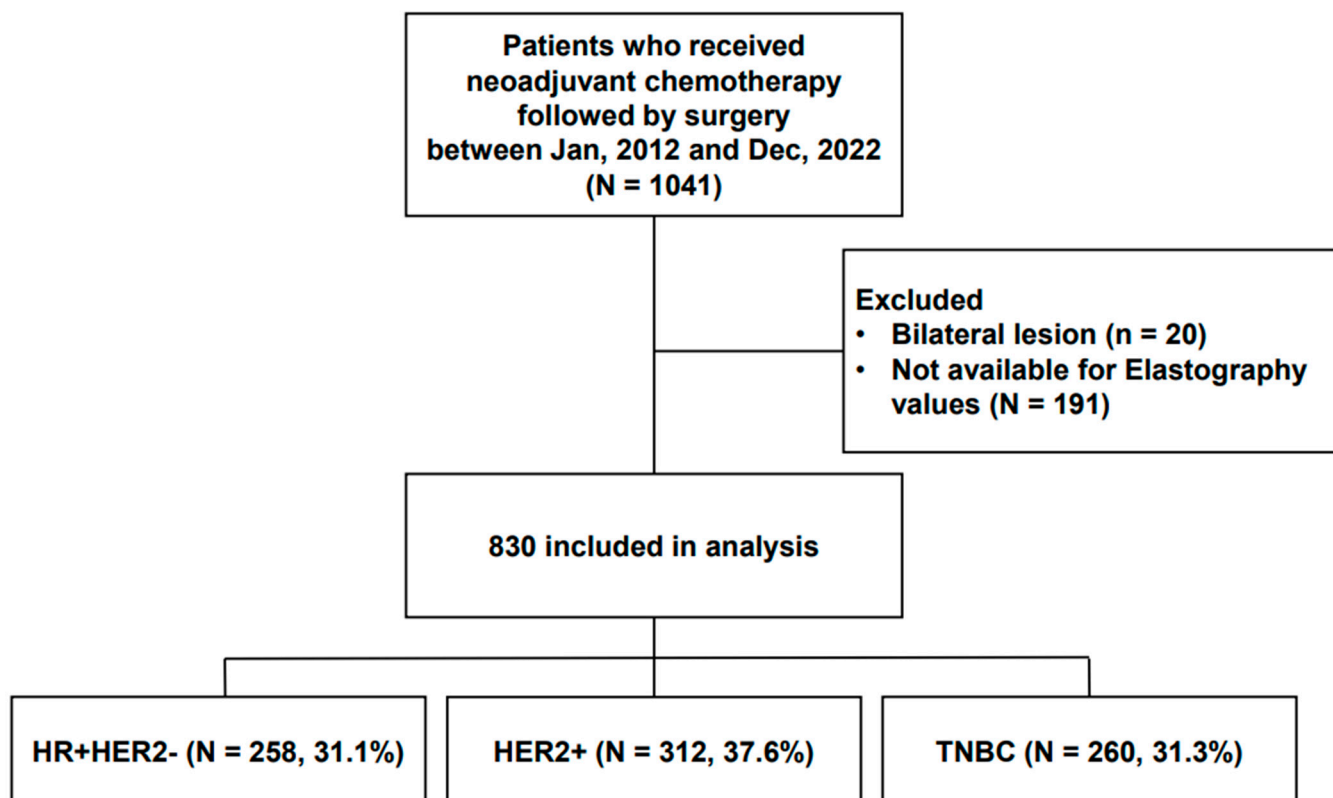 Patients who received
neoadjuvant chemotherapy
followed by surgery
between Jan, 2012 and Dec, 2022
(N = 1041)
Excluded
• Bilateral lesion (n = 20)
• Not available for Elastography
values (N = 191)
830 included in analysis
HR+HER2- (N = 258, 31.1%)
HER2+ (N = 312, 37.6%)
TNBC (N = 260, 31.3%)